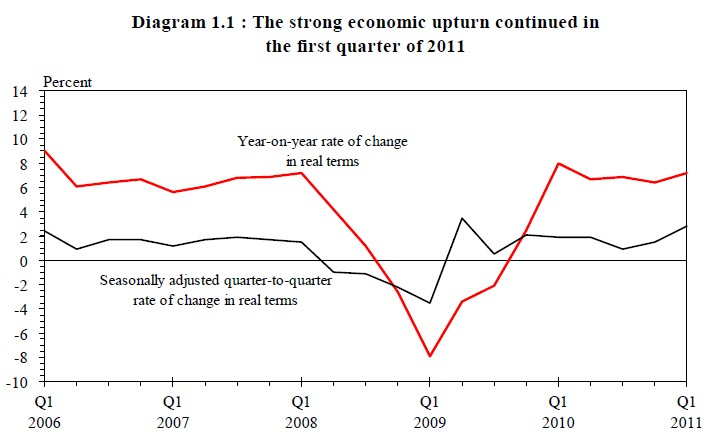 Diagram 1.1 : The strong economic upturn continued in
the first quarter of 2011
Percent
14
12
10
8
6
4
2
0
-2
-4
-6
-8
-10
Year-on-year rate of change
in real terms
Seasonally adjusted quarter-to-quarter
rate of change in real terms
Q1 Q1 Q1 Q1 Q1 Q1
2006 2007 2008 2009 2010 2011